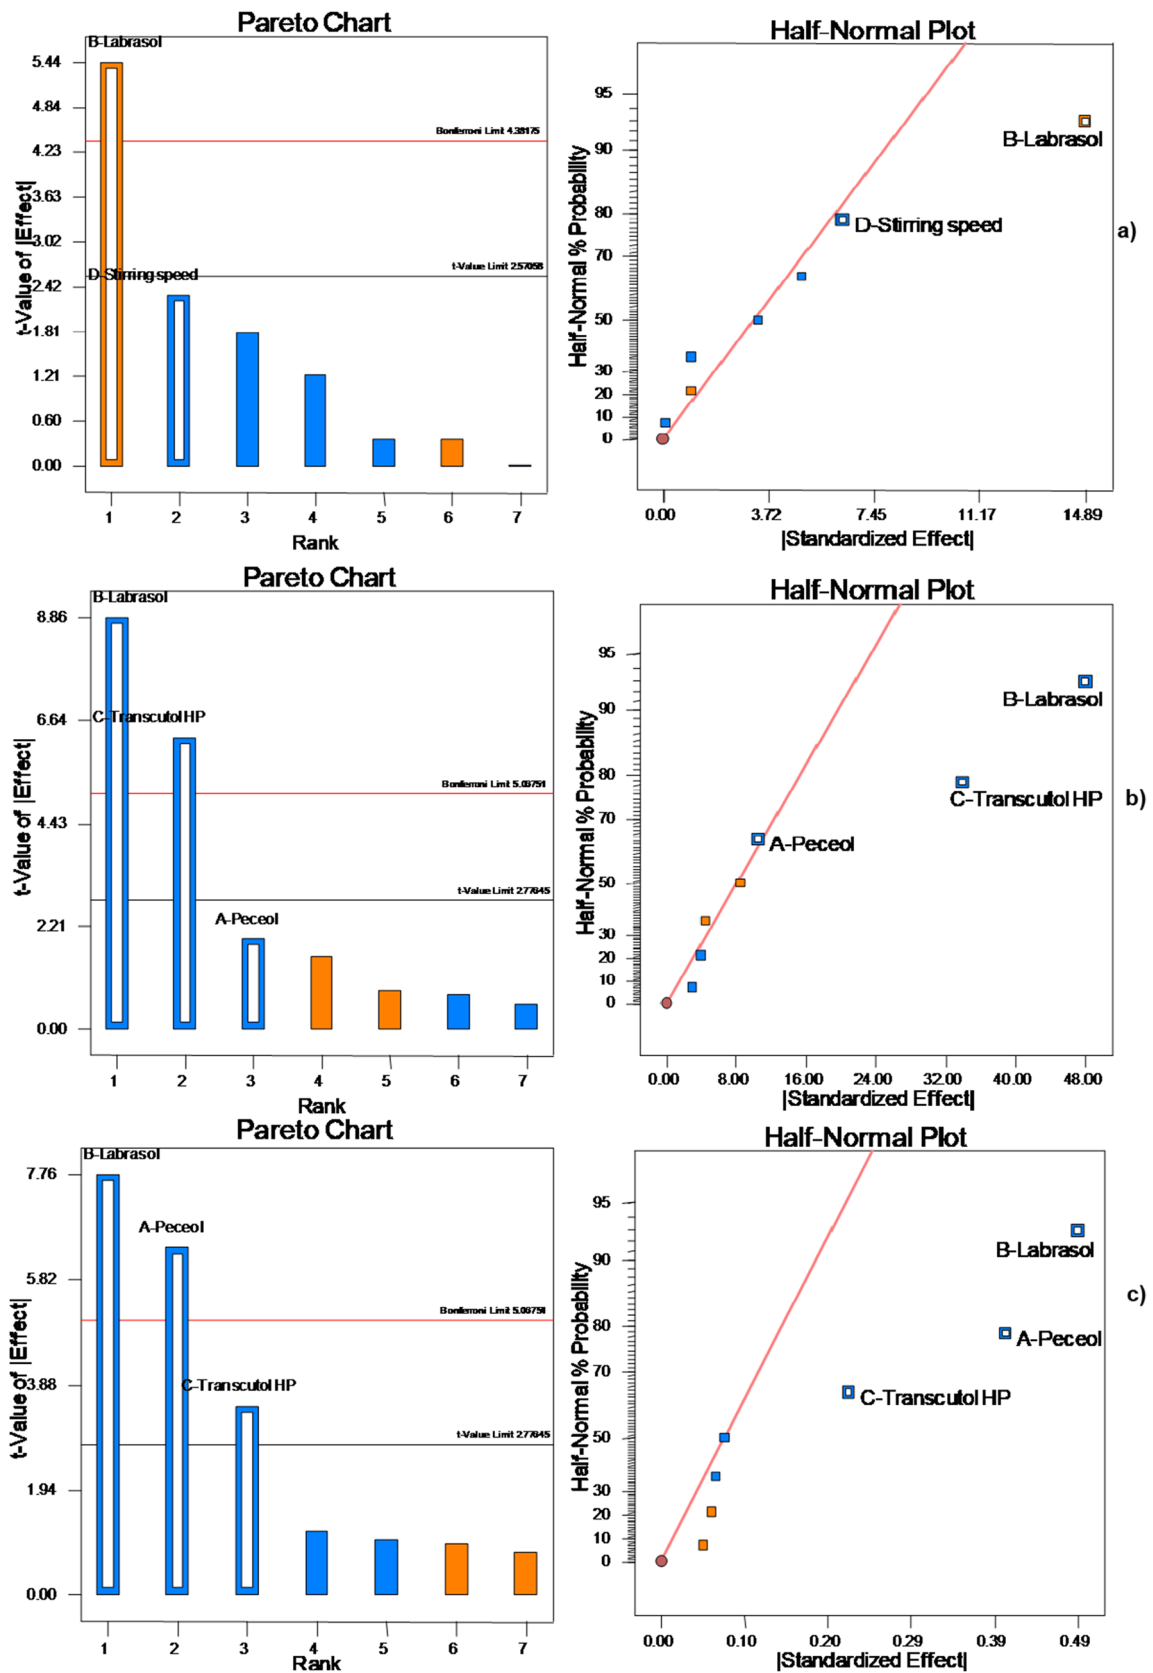 Pareto Chart
B-Labrasol
5.44
4.84
4.23
3.63
3.02
2.42
1.81
1.21
0.60
0.00
t-Value of |Effect|
Bonferroni Limit 4.38175
t-Value Limit 2.57058
D-Stirring speed
1 2 3 4 5 6 7
Rank
Half-Normal Plot
Half-Normal % Probability
95
90
80
70
50
30
20
10
0
B-Labrasol
D-Stirring speed
0.00 3.72 7.45 11.17 14.89
|Standardized Effect|
a)
Pareto Chart
B-Labrasol
8.86
6.64
4.43
2.21
0.00
t-Value of |Effect|
C-Transcutol HP
Bonferroni Limit 5.06751
t-Value Limit 2.77645
A-Peceol
1 2 3 4 5 6 7
Rank
Half-Normal Plot
Half-Normal % Probability
95
90
80
70
50
30
20
10
0
B-Labrasol
C-Transcutol HP
A-Peceol
0.00 8.00 16.00 24.00 32.00 40.00 48.00
|Standardized Effect|
b)
Pareto Chart
B-Labrasol
7.76
5.82
3.88
1.94
0.00
t-Value of |Effect|
A-Peceol
Bonferroni Limit 5.06751
C-Transcutol HP
t-Value Limit 2.77645
1 2 3 4 5 6 7
Rank
Half-Normal Plot
Half-Normal % Probability
95
90
80
70
50
30
20
10
0
B-Labrasol
A-Peceol
C-Transcutol HP
0.00 0.10 0.20 0.29 0.39 0.49
|Standardized Effect|
c)